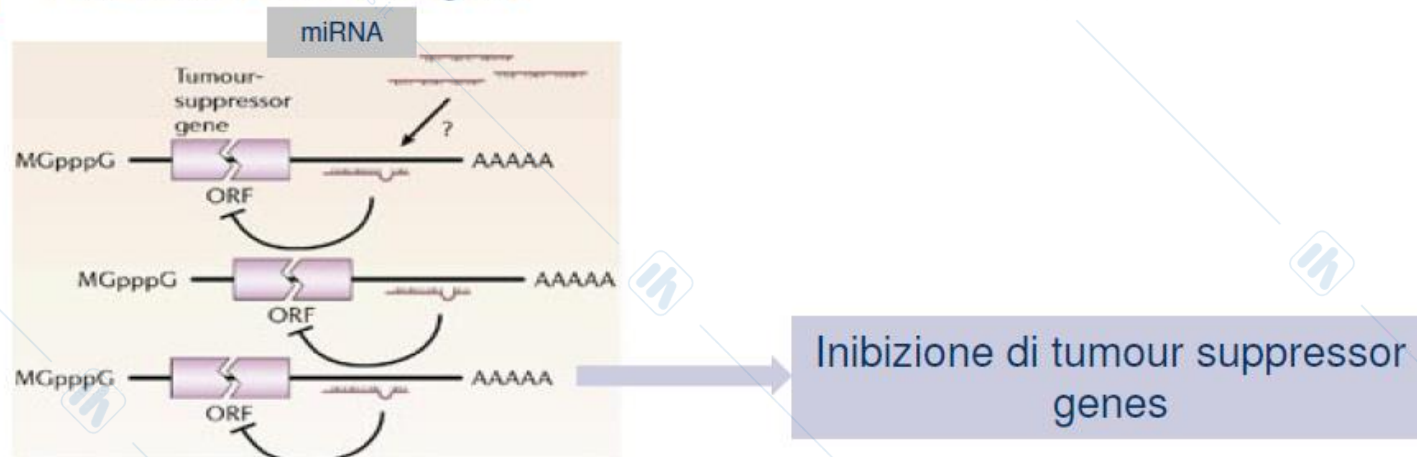 miRNA
Tumour-
suppressor
gene
?
MGpppG
AAAAA
ORF
MGpppG
AAAAA
ORF
MGpppG
AAAAA
ORF
Inibizione di tumour suppressor
genes